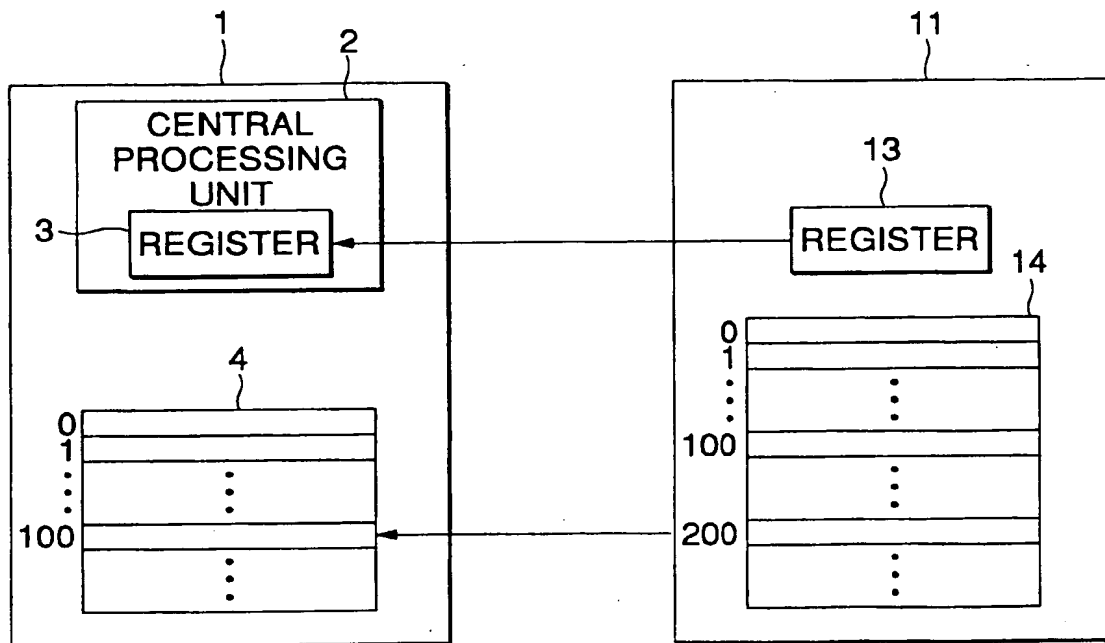 1
2
CENTRAL
PROCESSING
UNIT
3
REGISTER
4
0
1
100
11
13
REGISTER
14
0
1
100
200